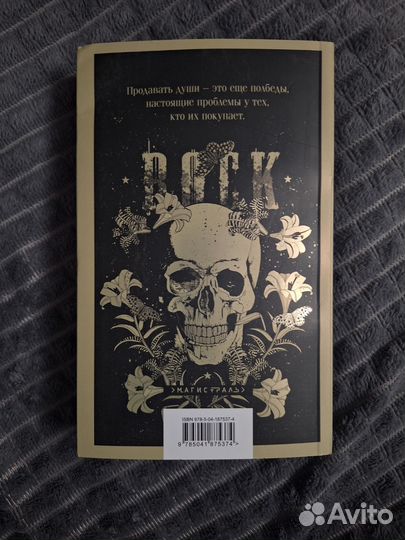 Продавать души — это еще полбеды,
настоящие проблемы у тех,
кто их покупает.
ROCK
МАГИСТРАЛЬ
ISBN 978-5-04-187537-4
9 785041 875374 >
Avito